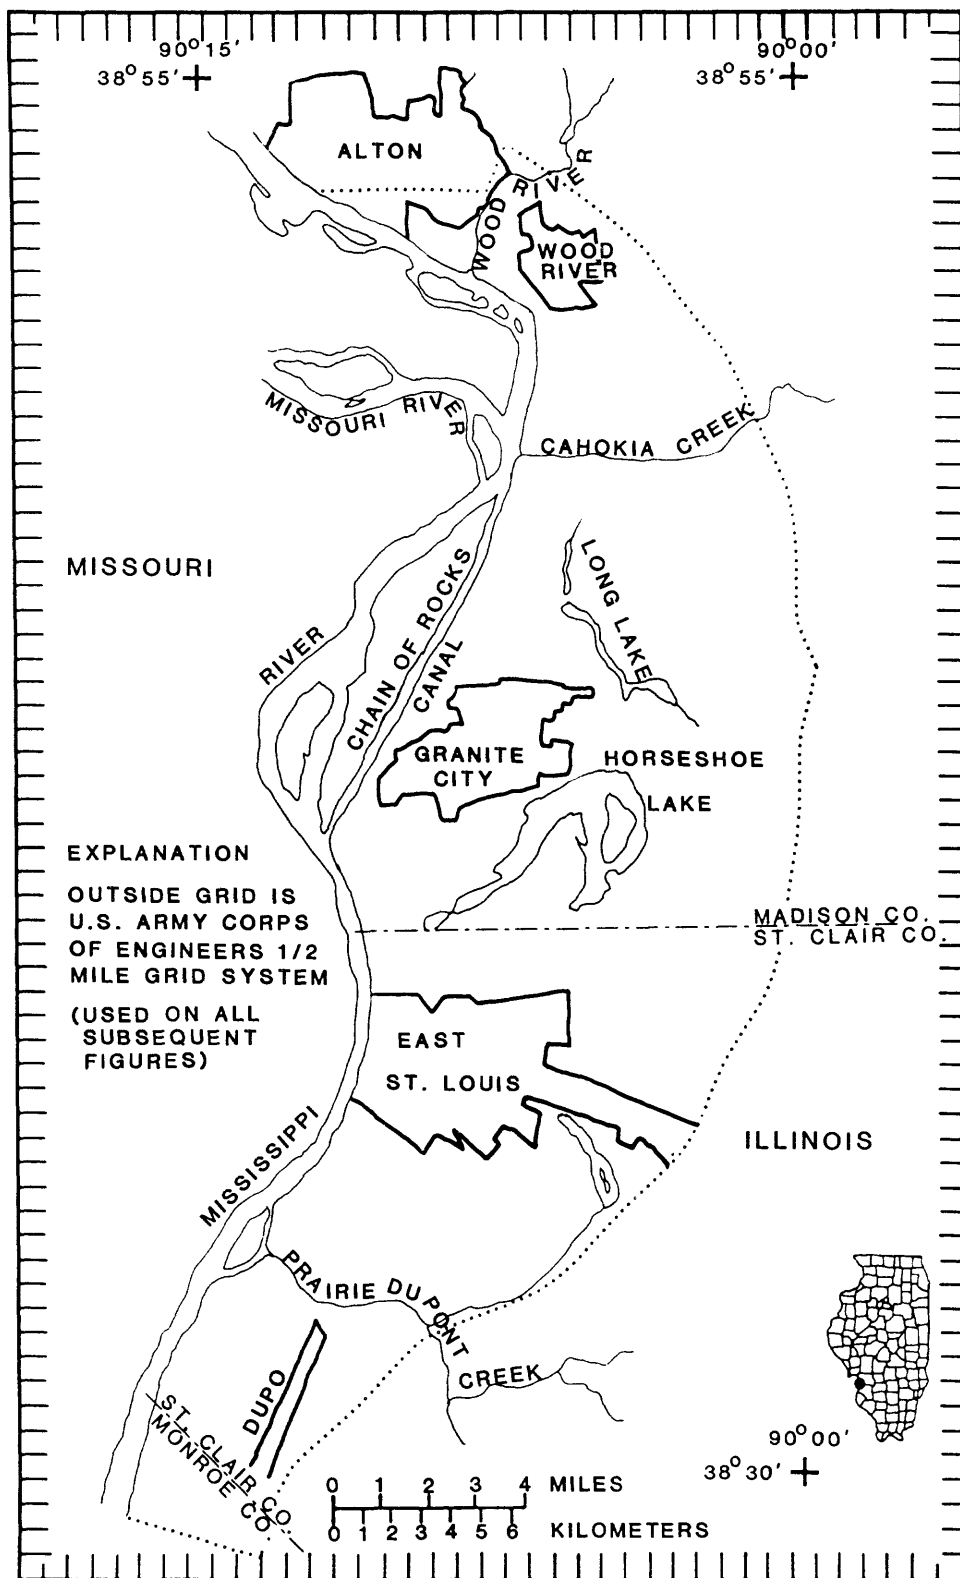 90°15'
38°55'
90°00'
38°55'
ALTON
WOOD RIVER
WOOD
RIVER
MISSOURI RIVER
CAHOKIA CREEK
MISSOURI
LONG LAKE
RIVER
CHAIN OF ROCKS
CANAL
GRANITE
CITY
HORSESHOE
LAKE
EXPLANATION
OUTSIDE GRID IS
U.S. ARMY CORPS
OF ENGINEERS 1/2
MILE GRID SYSTEM
(USED ON ALL
SUBSEQUENT
FIGURES)
MADISON CO.
ST. CLAIR CO.
EAST
ST. LOUIS
ILLINOIS
MISSISSIPPI
PRAIRIE DU PONT
CREEK
DUPO
ST. CLAIR CO.
MONROE CO.
90°00'
38°30'
0 1 2 3 4 MILES
0 1 2 3 4 5 6 KILOMETERS